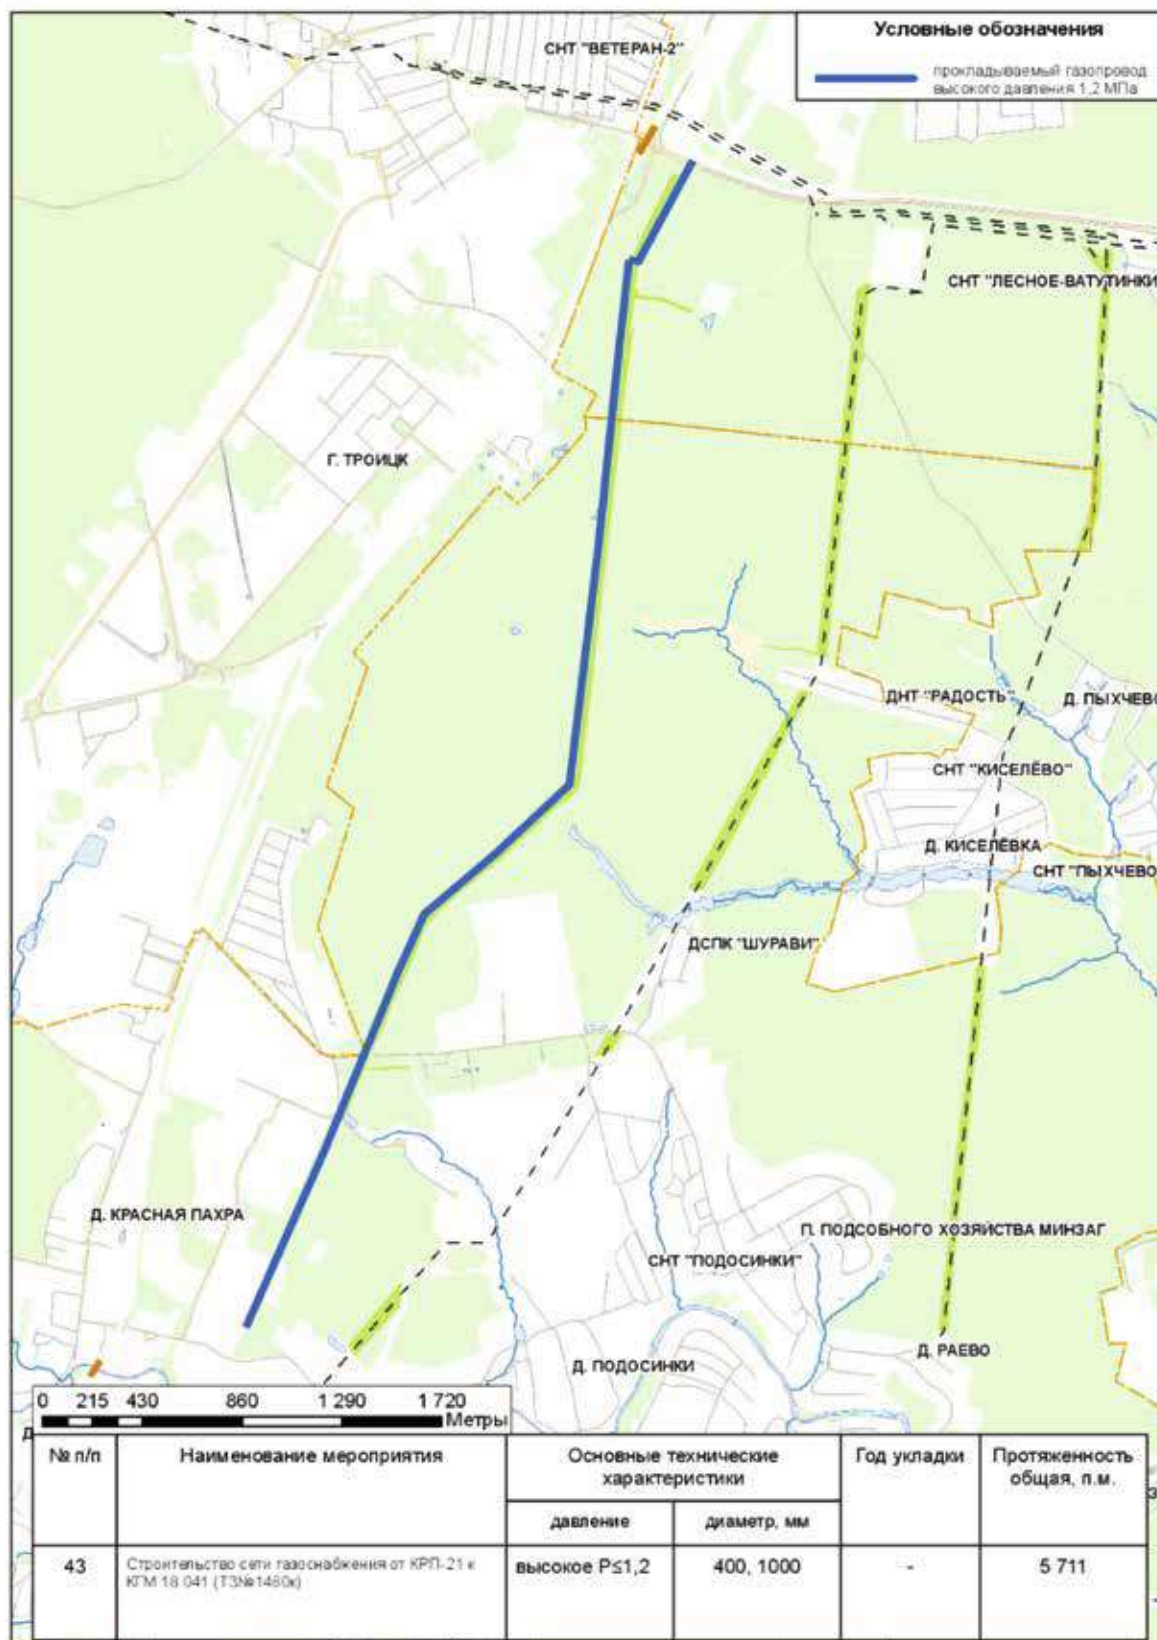 Условные обозначения
прокладываемый газопровод
высокого давления 1,2 МПа
СНТ "ВЕТЕРАН-2"
СНТ "ЛЕСНОЕ-ВАТУТИНКИ
Г. ТРОИЦК
ДНТ "РАДОСТЬ"
Д. ПЫХЧЕВО
СНТ "КИСЕЛЁВО"
Д. КИСЕЛЁВКА
СНТ "ПЫХЧЕВО
ДСПК "ШУРАВИ"
Д. КРАСНАЯ ПАХРА
П. ПОДСОБНОГО ХОЗЯЙСТВА МИНЗАГ
СНТ "ПОДОСИНКИ"
Д. РАЕВО
Д. ПОДОСИНКИ
0 215 430 860 1 290 1 720
Метры
№ п/п
Наименование мероприятия
Основные технические
характеристики
Год укладки
Протяженность
общая, п.м.
давление
диаметр, мм
43
Строительство сети газоснабжения от КРП-21 к
КГМ 18 041 (ТЗ№1480к)
высокое P≤1,2
400, 1000
-
5 711